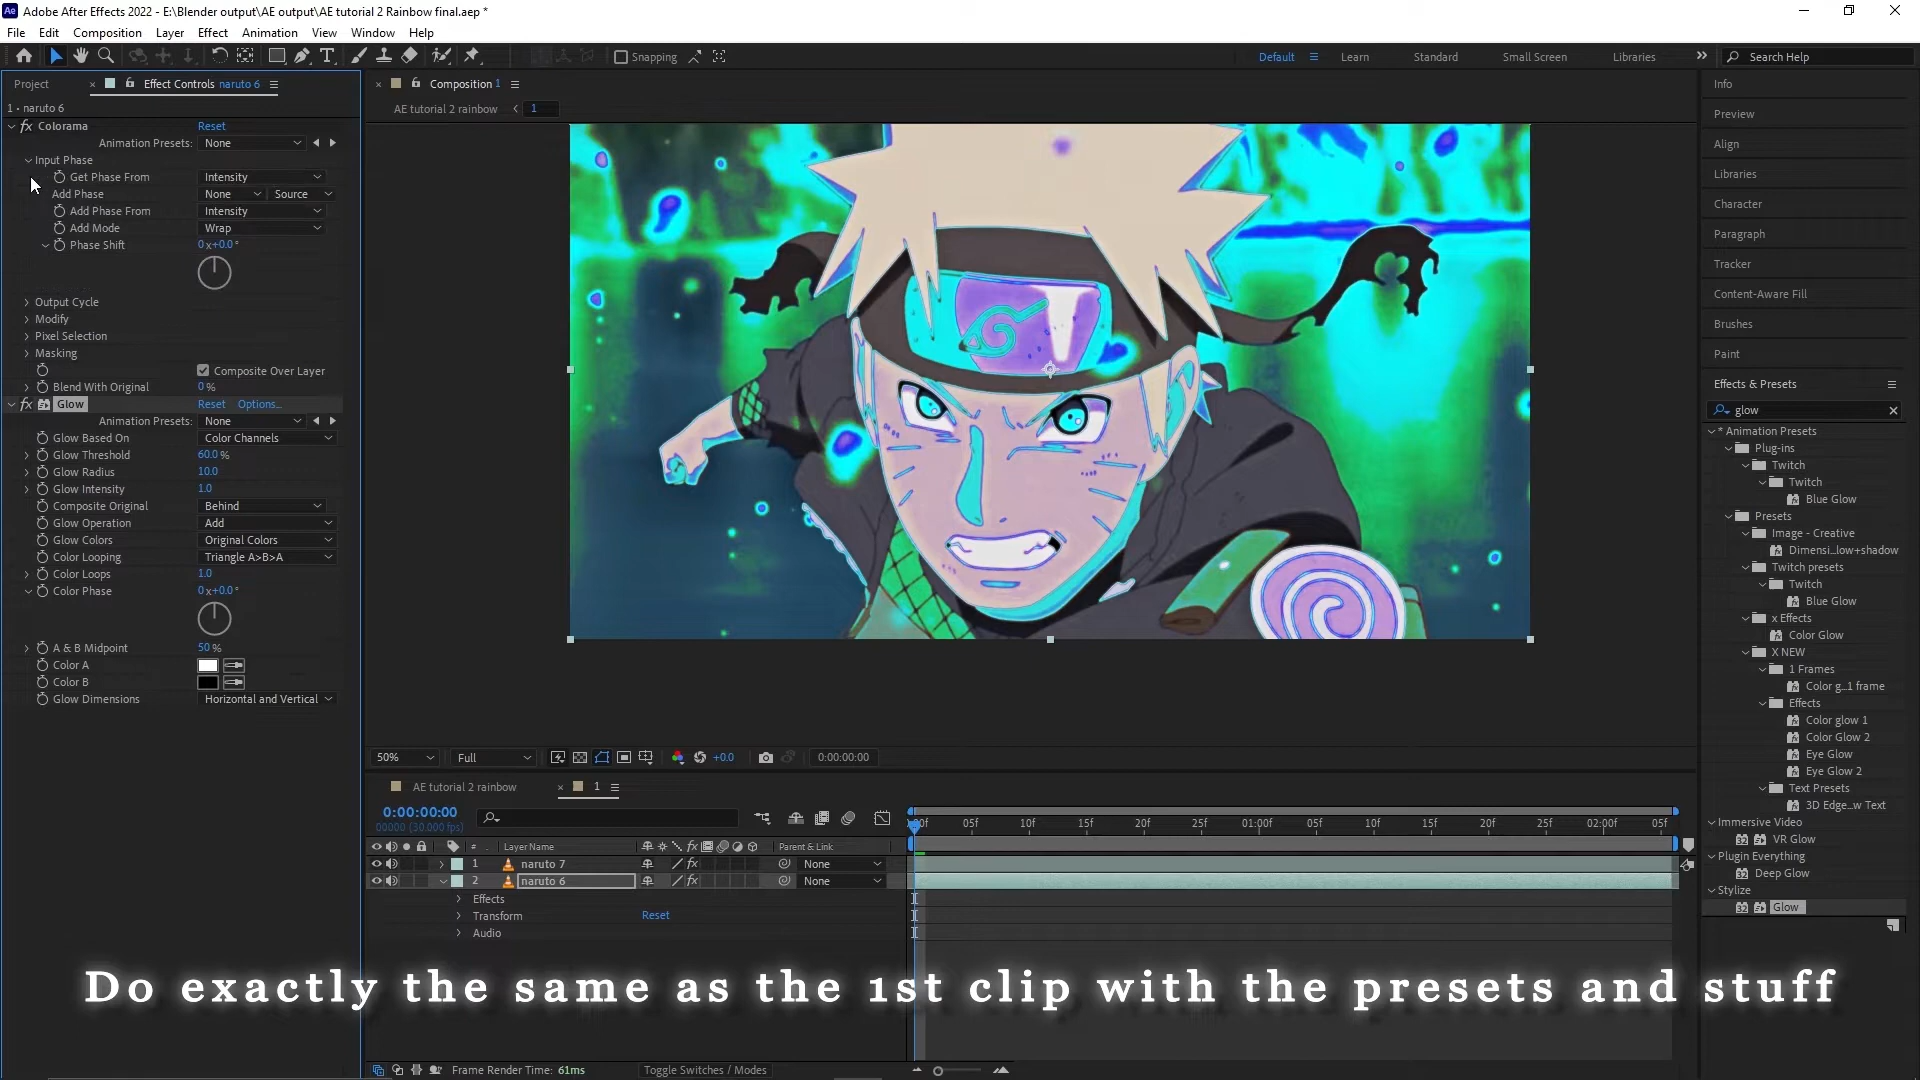 Ae Adobe After Effects 2022 - E:\Blender output\AE output\AE tutorial 2 Rainbow final.aep *
File Edit Composition Layer Effect Animation View Window Help
Snapping Default Learn Standard Small Screen Libraries Search Help
Project Effect Controls naruto 6
1 • naruto 6
Colorama Reset
Animation Presets: None
Input Phase
Get Phase From Intensity
Add Phase None Source
Add Phase From Intensity
Add Mode Wrap
Phase Shift 0x+0.0°
Output Cycle
Modify
Pixel Selection
Masking
Composite Over Layer
Blend With Original 0%
fx Glow Reset Options...
Animation Presets: None
Glow Based On Color Channels
Glow Threshold 60.0%
Glow Radius 10.0
Glow Intensity 1.0
Composite Original Behind
Glow Operation Add
Glow Colors Original Colors
Color Looping Triangle A>B>A
Color Loops 1.0
Color Phase 0x+0.0°
A & B Midpoint 50%
Color A
Color B
Glow Dimensions Horizontal and Vertical
Composition 1
AE tutorial 2 rainbow 1
50% Full +0.0 0:00:00:00
Info
Preview
Align
Libraries
Character
Paragraph
Tracker
Content-Aware Fill
Brushes
Paint
Effects & Presets
glow
* Animation Presets
Plug-ins
Twitch
Twitch
Blue Glow
Presets
Image - Creative
Dimensi...low+shadow
Twitch presets
Twitch
Blue Glow
x Effects
Color Glow
X NEW
1 Frames
Color g...1 frame
Effects
Color glow 1
Color Glow 2
Eye Glow
Eye Glow 2
Text Presets
3D Edge...w Text
Immersive Video
VR Glow
Plugin Everything
Deep Glow
Stylize
Glow
AE tutorial 2 rainbow 1
0:00:00:00
00000 (30.000 fps)
05f 10f 15f 20f 25f 01:00f 05f 10f 15f 20f 25f 02:00f 05f
# Layer Name Parent & Link
1 naruto 7 None
2 naruto 6 None
Effects
Transform Reset
Audio
Do exactly the same as the 1st clip with the presets and stuff
Frame Render Time: 61ms Toggle Switches / Modes